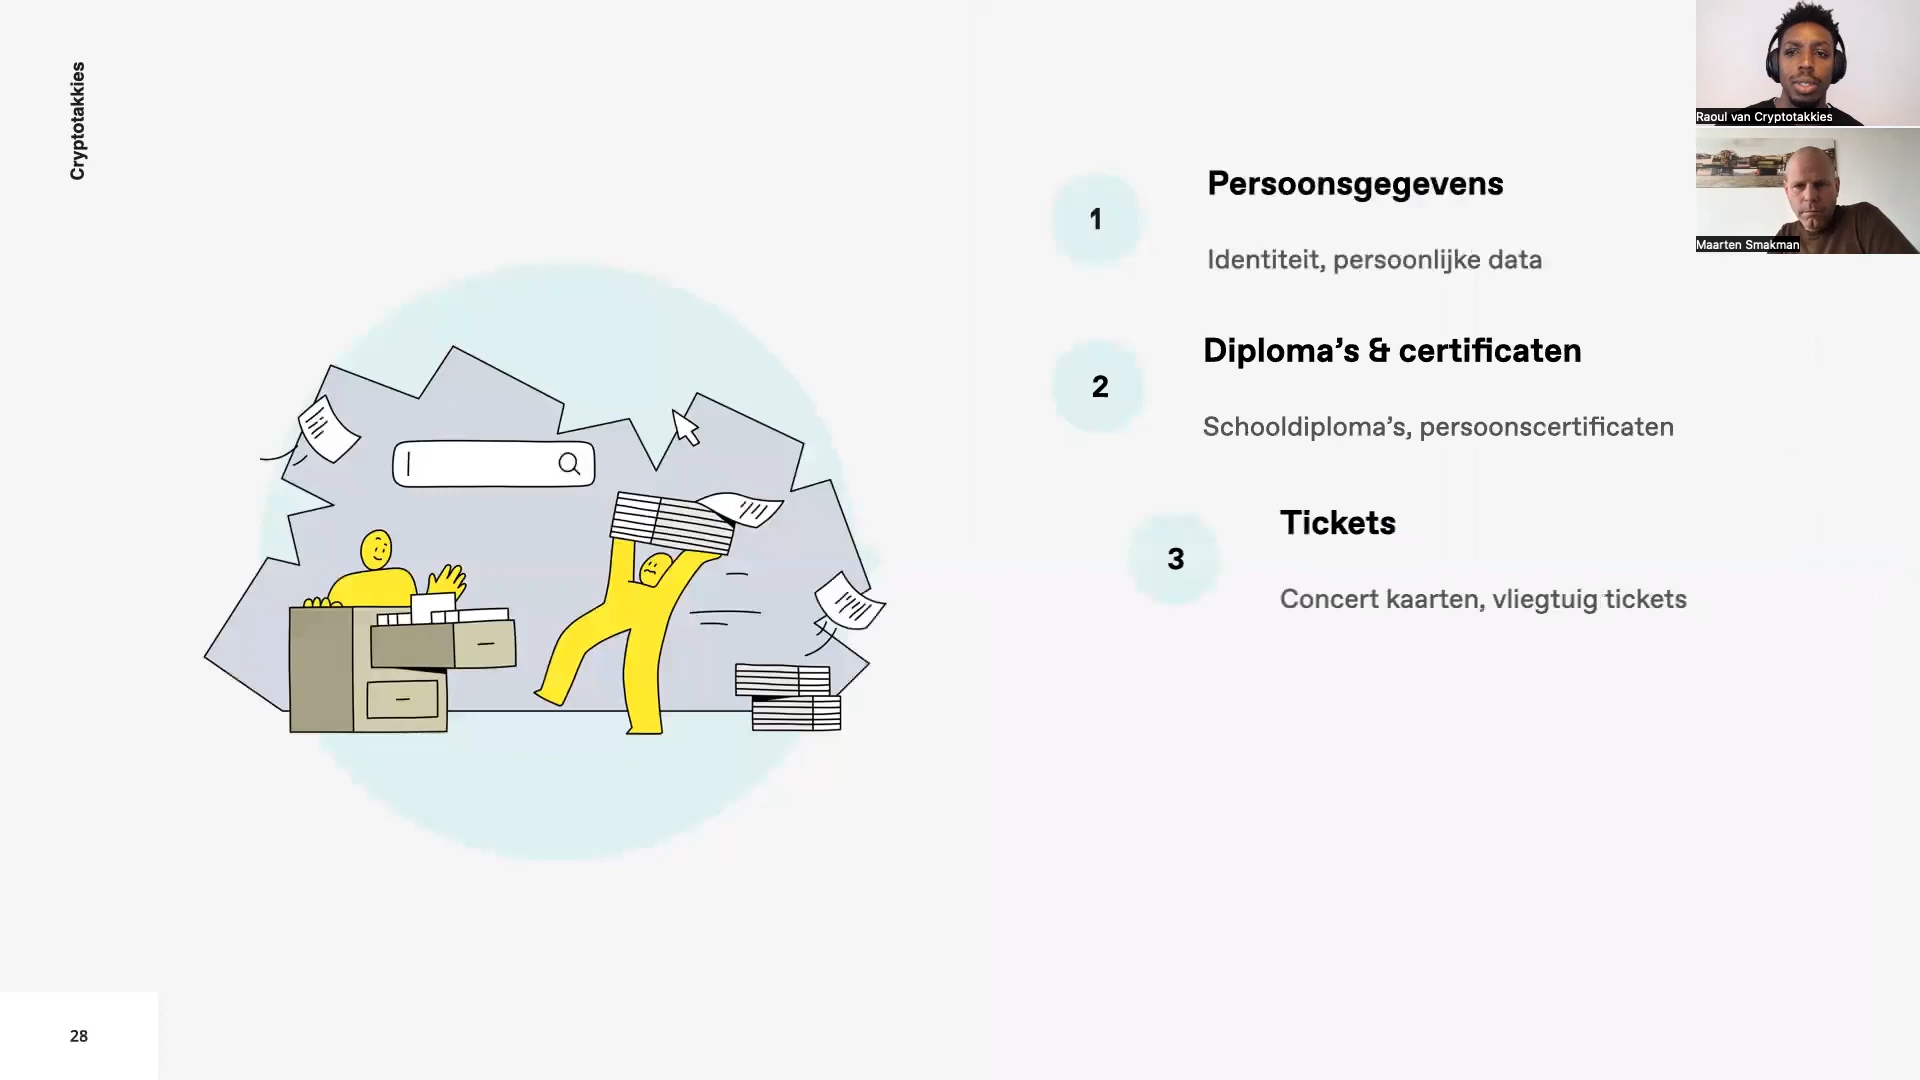 Cryptotakkies
1
Persoonsgegevens
Identiteit, persoonlijke data
2
Diploma's & certificaten
Schooldiploma's, persoonscertificaten
3
Tickets
Concert kaarten, vliegtuig tickets
Raoul van Cryptotakkies
Maarten Smakman
28